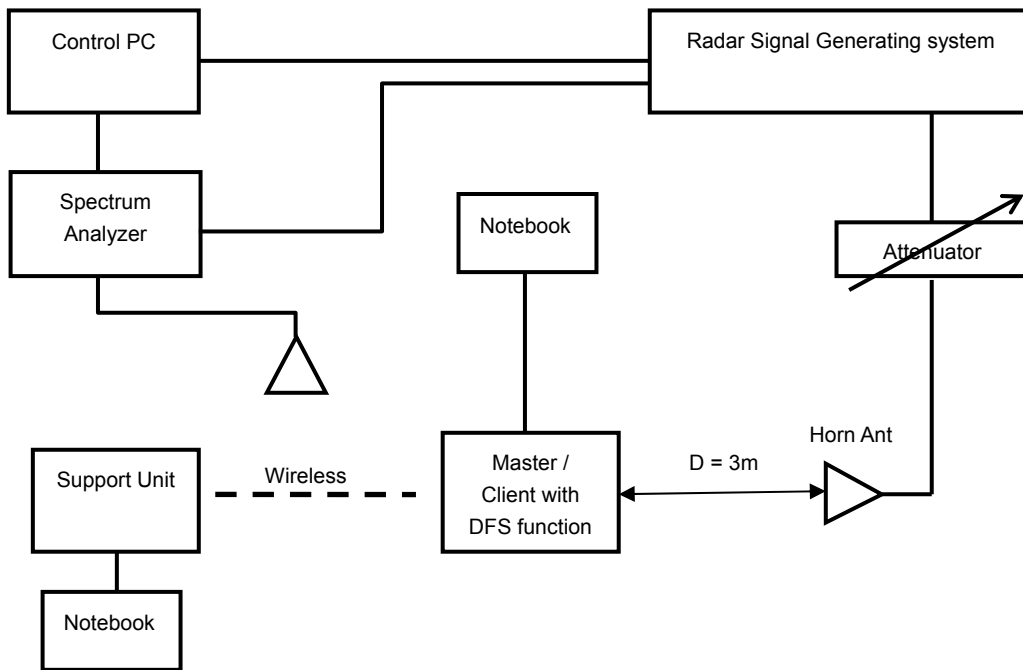 Control PC
Radar Signal Generating system
Spectrum
Analyzer
Notebook
Attenuator
Horn Ant
Support Unit
Wireless
Master /
Client with
DFS function
D = 3m
Notebook